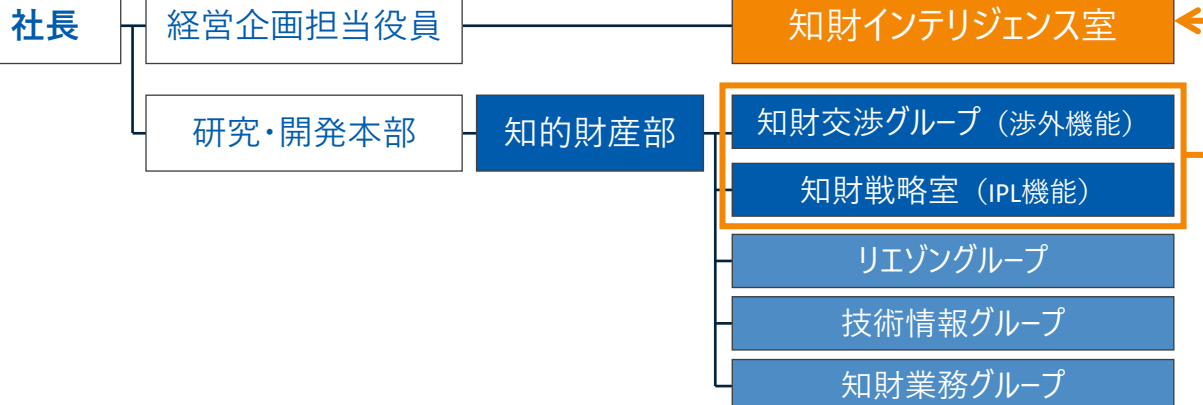 社長
経営企画担当役員
知財インテリジェンス室
研究・開発本部
知的財産部
知財交渉グループ（渉外機能）
知財戦略室（IPL機能）
リエゾングループ
技術情報グループ
知財業務グループ